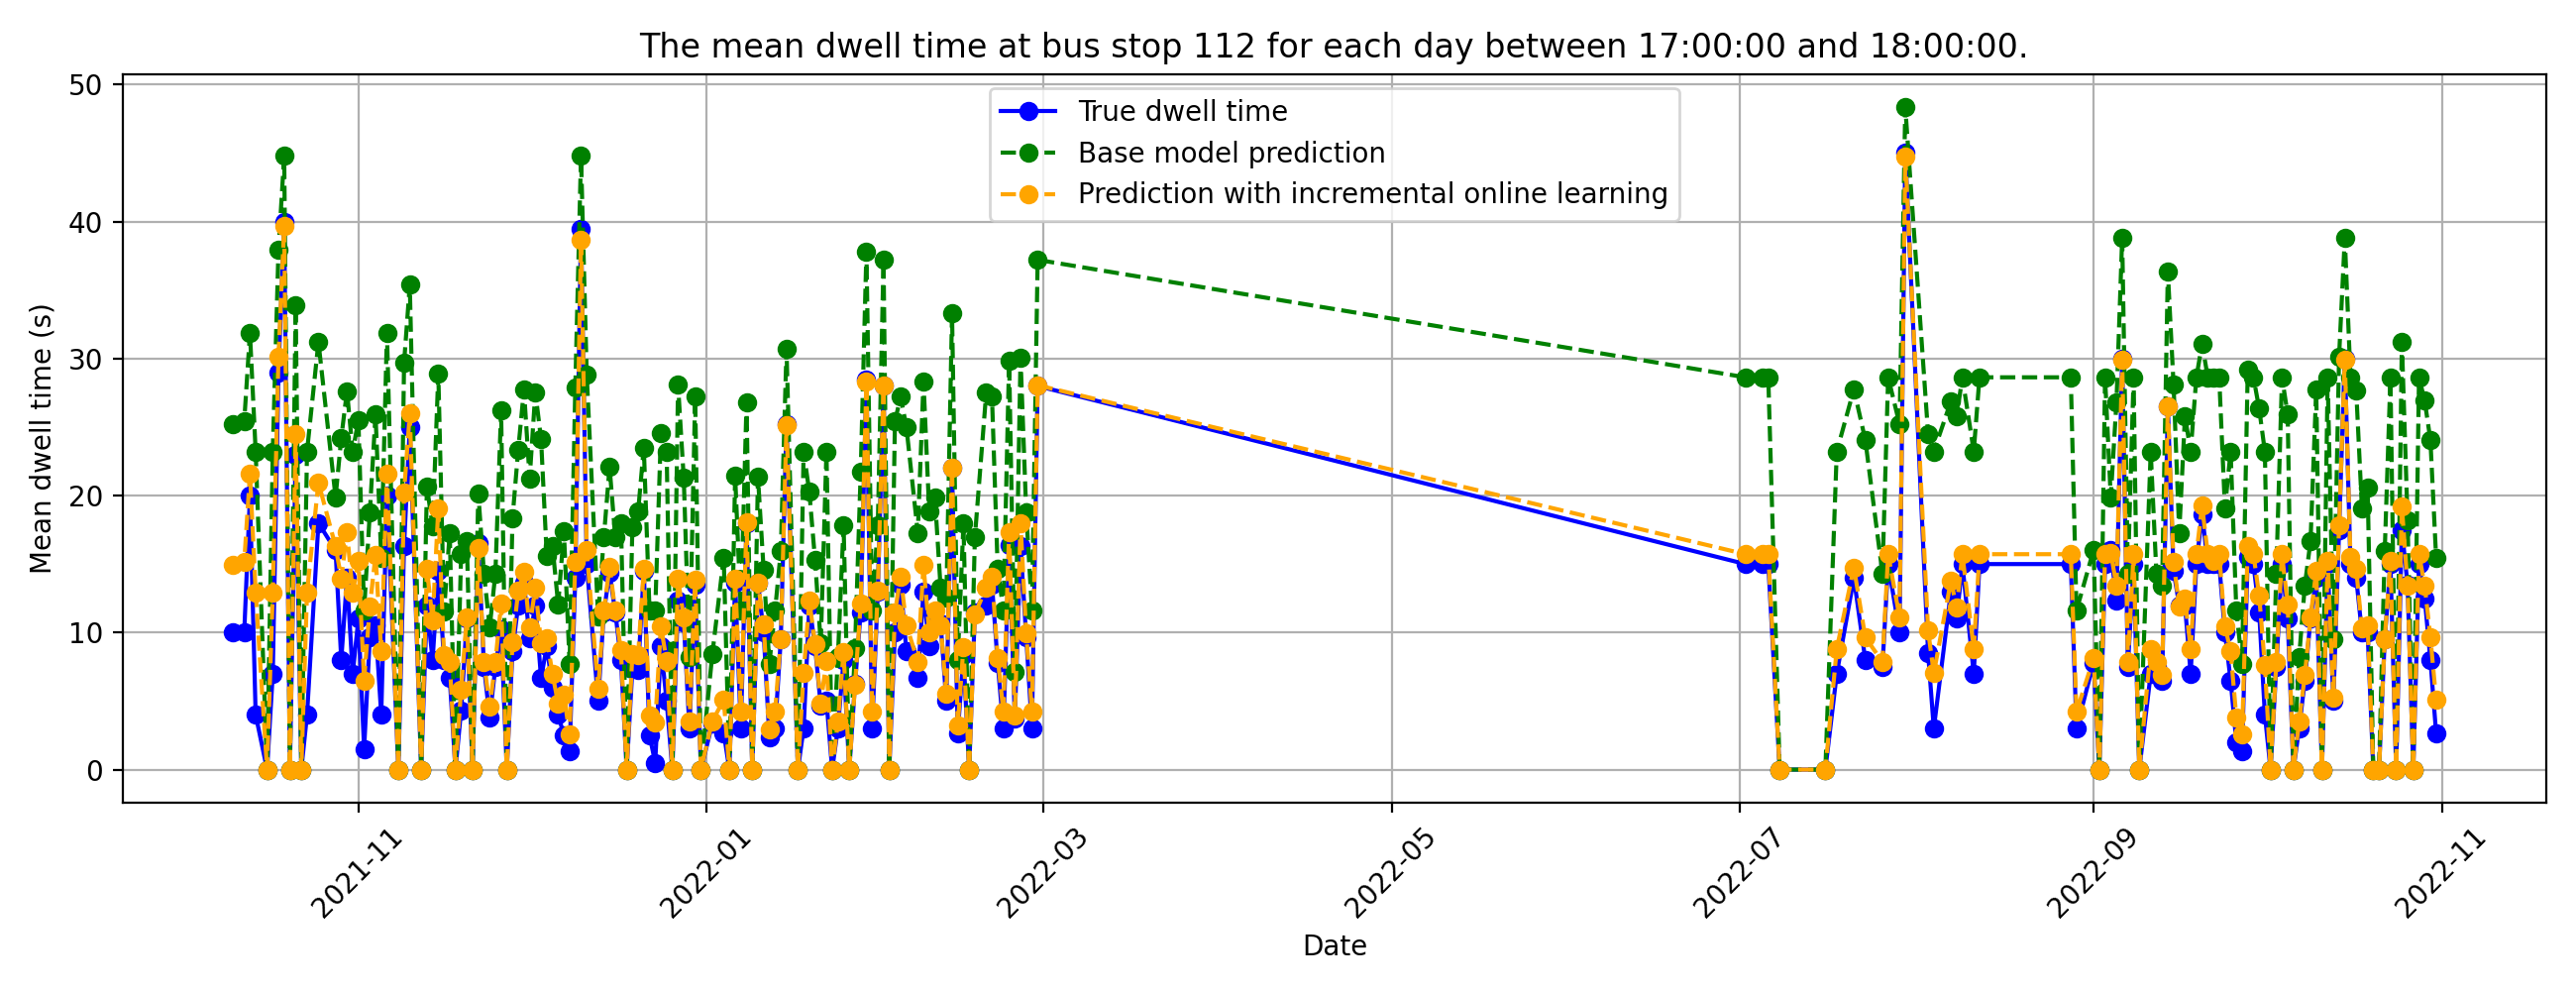 The mean dwell time at bus stop 112 for each day between 17:00:00 and 18:00:00.
50
40
30
20
10
0
Mean dwell time (s)
True dwell time
Base model prediction
Prediction with incremental online learning
2021-11
2022-01
2022-03
2022-05
2022-07
2022-09
2022-11
Date